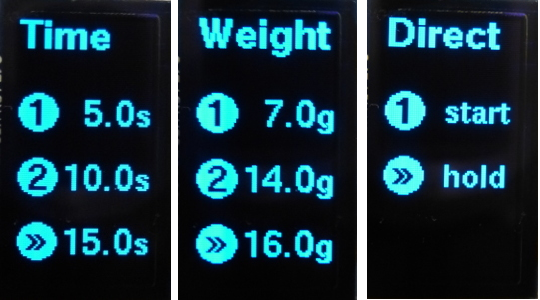 Time
1 5.0s
2 10.0s
» 15.0s
Weight
1 7.0g
2 14.0g
» 16.0g
Direct
1 start
» hold